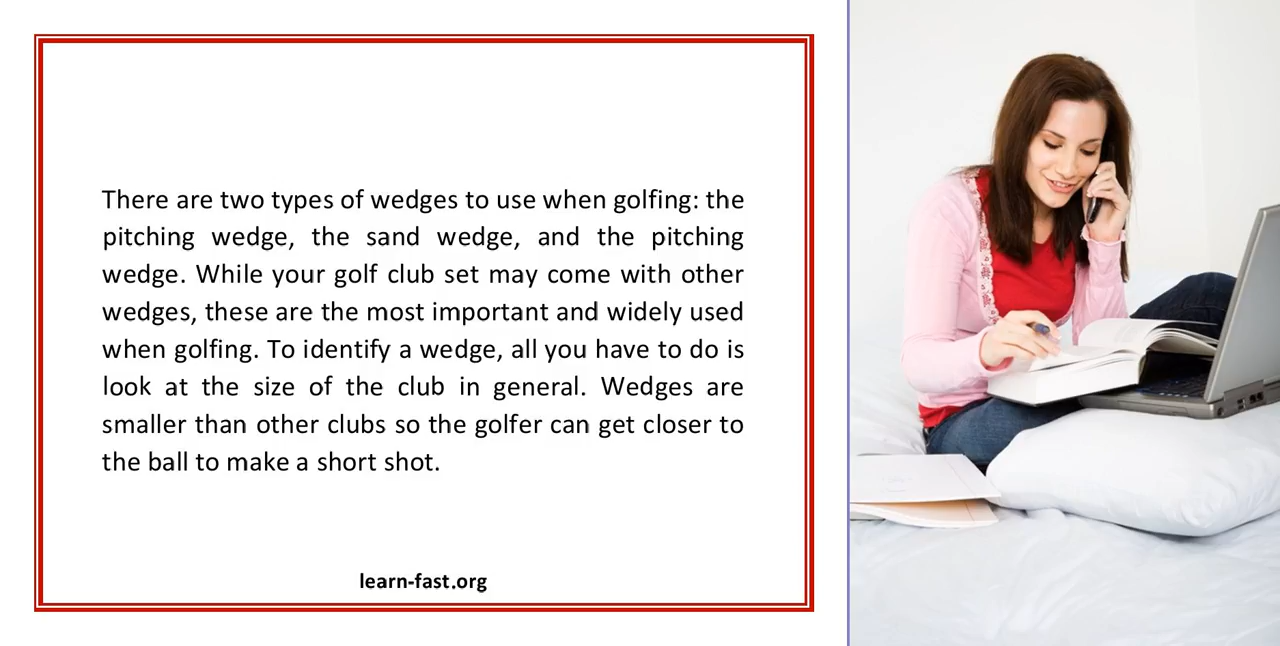 There are two types of wedges to use when golfing: the
pitching wedge, the sand wedge, and the pitching
wedge. While your golf club set may come with other
wedges, these are the most important and widely used
when golfing. To identify a wedge, all you have to do is
look at the size of the club in general. Wedges are
smaller than other clubs so the golfer can get closer to
the ball to make a short shot.
learn-fast.org